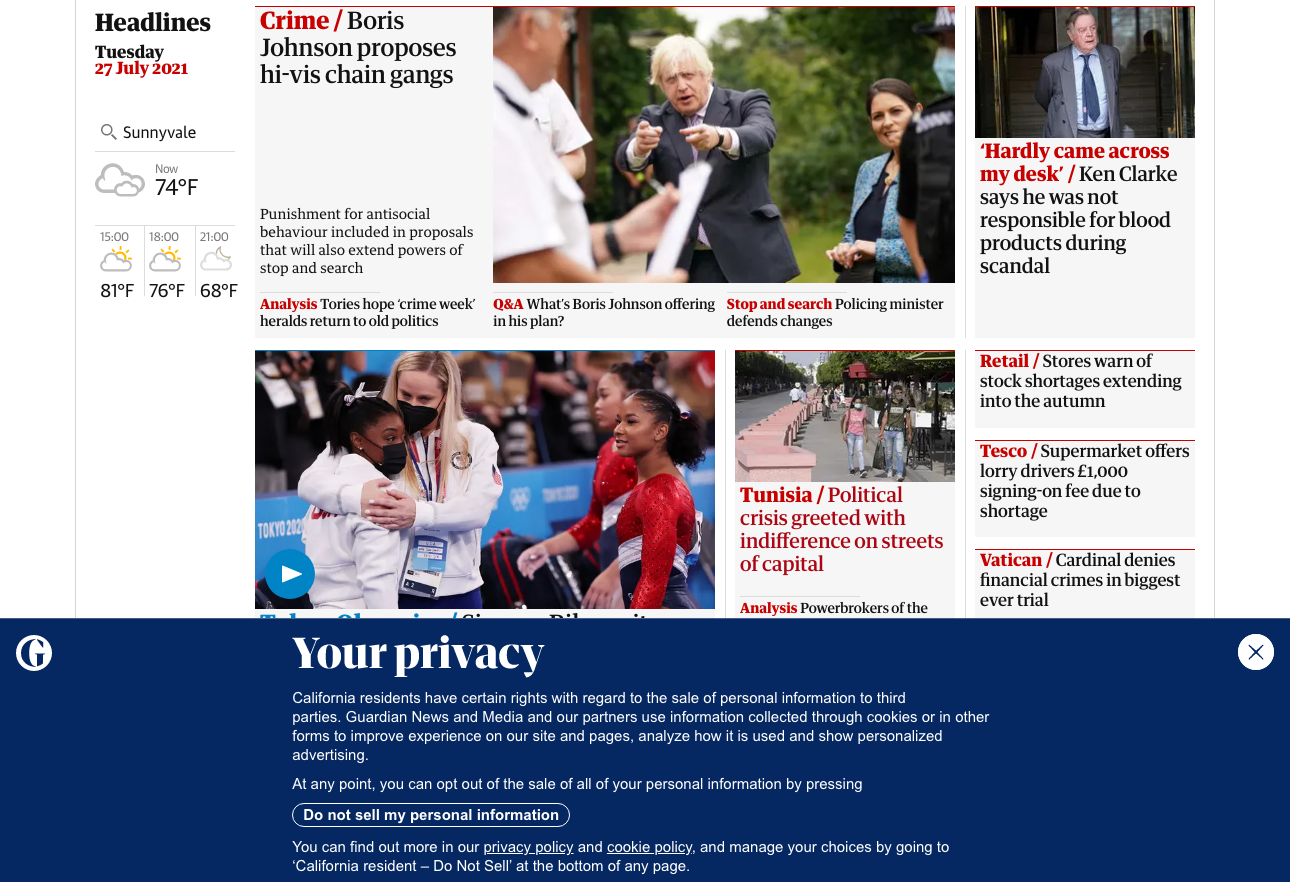 Headlines
Tuesday
27 July 2021
Sunnyvale
Now
74°F
15:00
18:00
21:00
81°F
76°F
68°F
Crime / Boris
Johnson proposes
hi-vis chain gangs
Punishment for antisocial
behaviour included in proposals
that will also extend powers of
stop and search
Analysis Tories hope ‘crime week’
heralds return to old politics
Q&A What’s Boris Johnson offering
in his plan?
Stop and search Policing minister
defends changes
‘Hardly came across
my desk’ / Ken Clarke
says he was not
responsible for blood
products during
scandal
TOKYO 2020
Tunisia / Political
crisis greeted with
indifference on streets
of capital
Analysis Powerbrokers of the
Retail / Stores warn of
stock shortages extending
into the autumn
Tesco / Supermarket offers
lorry drivers £1,000
signing-on fee due to
shortage
Vatican / Cardinal denies
financial crimes in biggest
ever trial
G
Your privacy
California residents have certain rights with regard to the sale of personal information to third
parties. Guardian News and Media and our partners use information collected through cookies or in other
forms to improve experience on our site and pages, analyze how it is used and show personalized
advertising.
At any point, you can opt out of the sale of all of your personal information by pressing
Do not sell my personal information
You can find out more in our privacy policy and cookie policy, and manage your choices by going to
‘California resident – Do Not Sell’ at the bottom of any page.